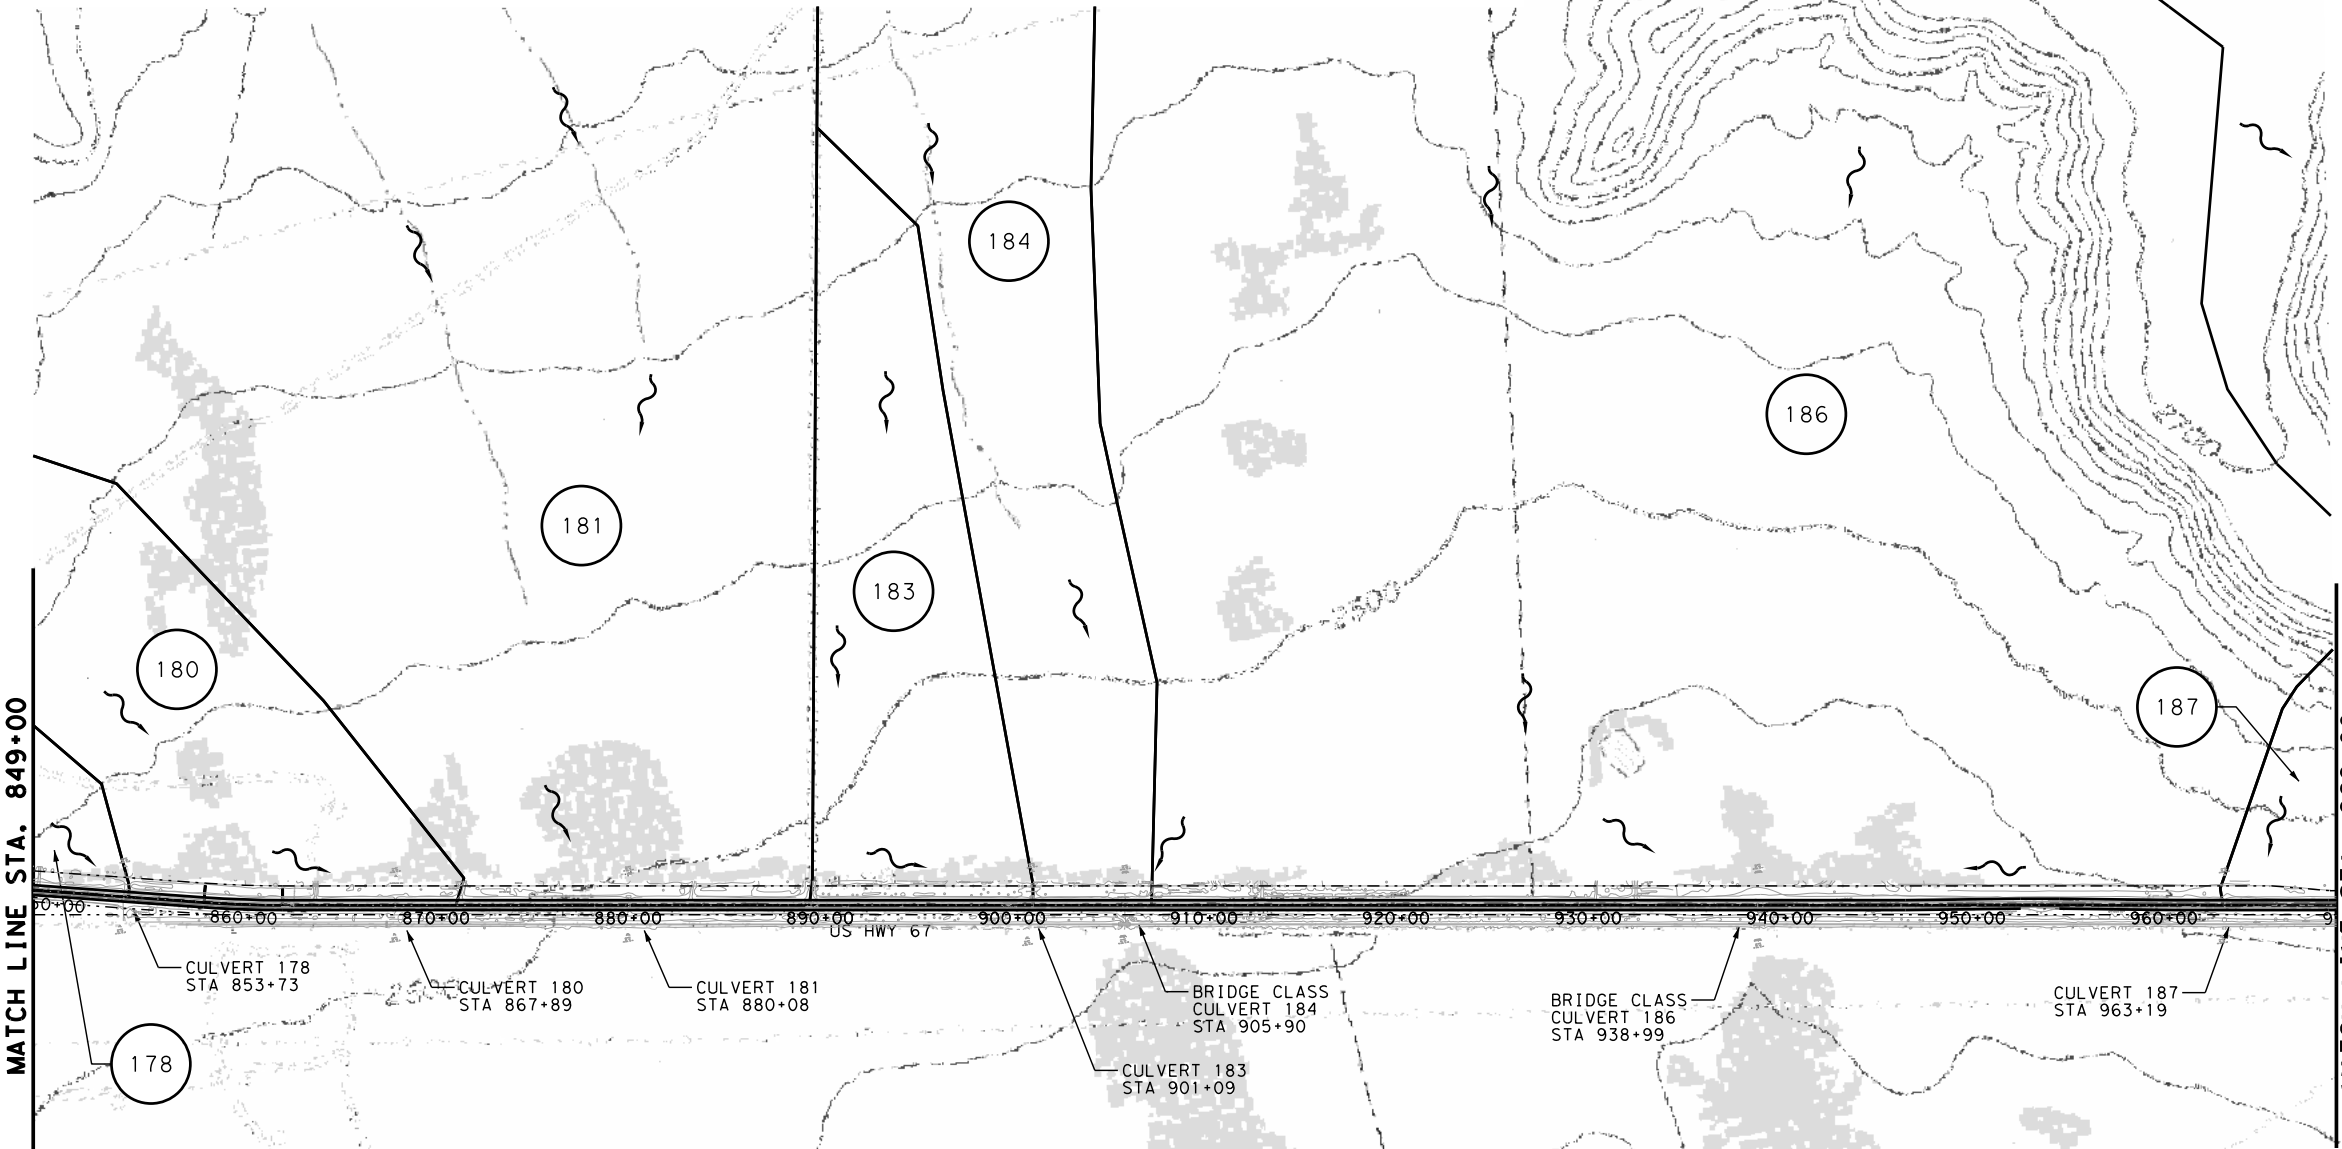 184
186
181
183
180
187
MATCH LINE STA. 849+00
860+00
870+00
880+00
890+00
900+00
910+00
920+00
930+00
940+00
950+00
960+00
US HWY 67
CULVERT 178
STA 853+73
CULVERT 180
STA 867+89
CULVERT 181
STA 880+08
BRIDGE CLASS
CULVERT 184
STA 905+90
BRIDGE CLASS
CULVERT 186
STA 938+99
CULVERT 187
STA 963+19
178
CULVERT 183
STA 901+09